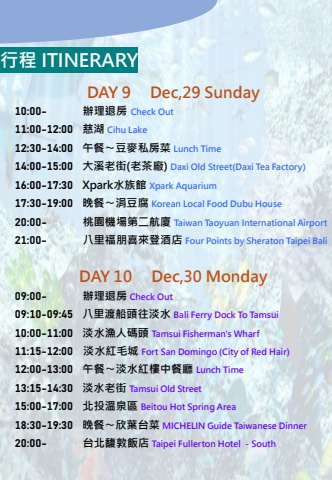 行程 ITINERARY
DAY 9 Dec,29 Sunday
10:00- 辦理退房 Check Out
11:00-12:00 慈湖 Cihu Lake
12:30-14:00 午餐～豆麥私房菜 Lunch Time
14:00-15:00 大溪老街(老茶廠) Daxi Old Street(Daxi Tea Factory)
16:00-17:30 Xpark水族館 Xpark Aquarium
17:30-19:00 晚餐～涓豆腐 Korean Local Food Dubu House
20:00- 桃園機場第二航廈 Taiwan Taoyuan International Airport
21:00- 八里福朋喜來登酒店 Four Points by Sheraton Taipei Bali
DAY 10 Dec,30 Monday
09:00- 辦理退房 Check Out
09:10-09:45 八里渡船頭往淡水 Bali Ferry Dock To Tamsui
10:00-11:00 淡水漁人碼頭 Tamsui Fisherman's Wharf
11:15-12:00 淡水紅毛城 Fort San Domingo (City of Red Hair)
12:00-13:00 午餐～淡水紅樓中餐廳 Lunch Time
13:15-14:30 淡水老街 Tamsui Old Street
15:00-17:00 北投溫泉區 Beitou Hot Spring Area
18:30-19:30 晚餐～欣葉台菜 MICHELIN Guide Taiwanese Dinner
20:00- 台北馥敦飯店 Taipei Fullerton Hotel - South